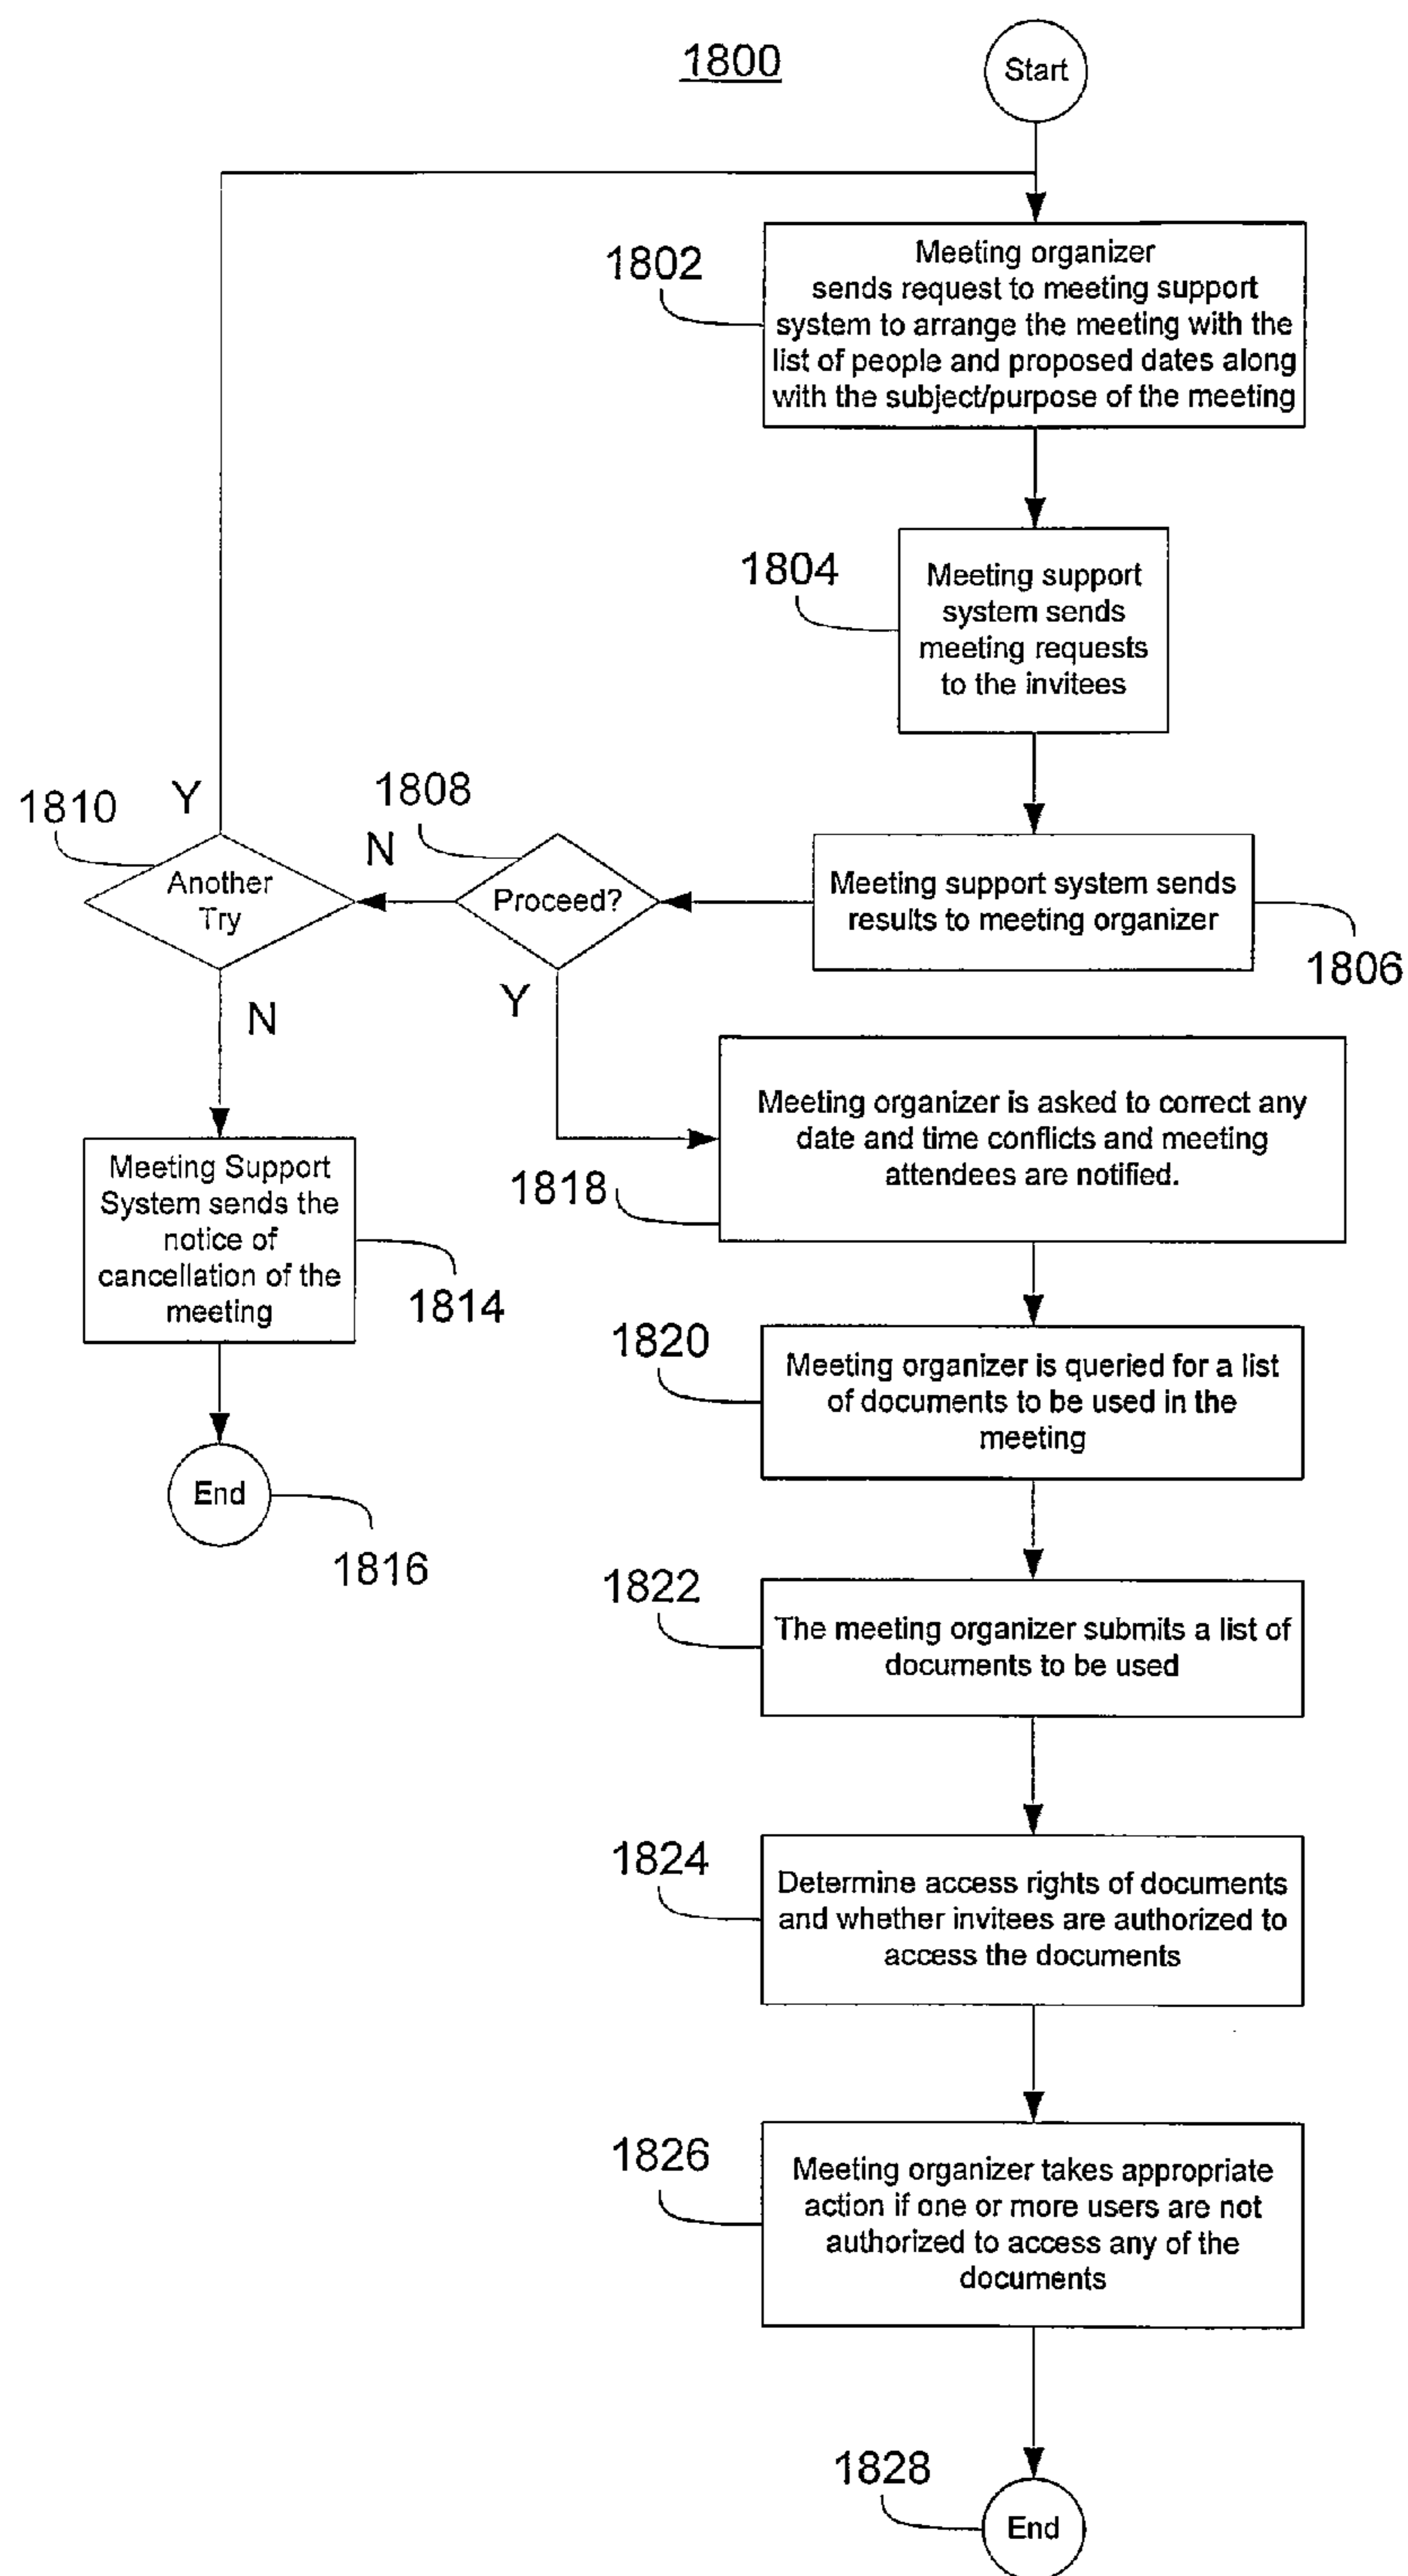 1800
Start
1802
Meeting organizer
sends request to meeting support
system to arrange the meeting with the
list of people and proposed dates along
with the subject/purpose of the meeting
1804
Meeting support
system sends
meeting requests
to the invitees
1810
Y
1808
N
Another
Try
Proceed?
Meeting support system sends
results to meeting organizer
1806
N
Y
Meeting organizer is asked to correct any
date and time conflicts and meeting
attendees are notified.
1818
Meeting Support
System sends the
notice of
cancellation of the
meeting
1814
1820
Meeting organizer is queried for a list
of documents to be used in the
meeting
End
1816
1822
The meeting organizer submits a list of
documents to be used
1824
Determine access rights of documents
and whether invitees are authorized to
access the documents
1826
Meeting organizer takes appropriate
action if one or more users are not
authorized to access any of the
documents
1828
End